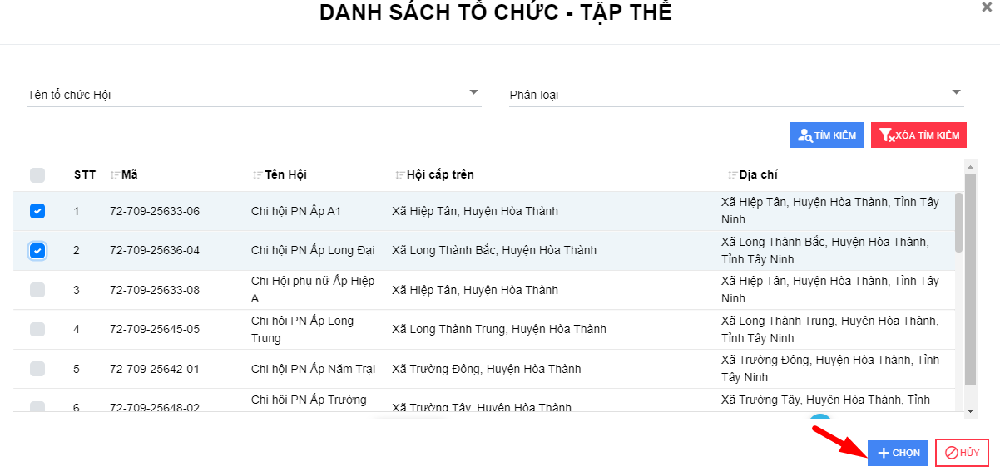 DANH SÁCH TỔ CHỨC - TẬP THỂ
Tên tổ chức Hội Phân loại
TÌM KIẾM XÓA TÌM KIẾM
STT Mã Tên Hội Hội cấp trên Địa chỉ
1 72-709-25633-06 Chi hội PN Âp A1 Xã Hiệp Tân, Huyện Hòa Thành Xã Hiệp Tân, Huyện Hòa Thành, Tỉnh Tây
Ninh
2 72-709-25636-04 Chi hội PN Ấp Long Đại Xã Long Thành Bắc, Huyện Hòa Thành Xã Long Thành Bắc, Huyện Hòa Thành,
Tỉnh Tây Ninh
3 72-709-25633-08 Chi Hội phụ nữ Ấp Hiệp Xã Hiệp Tân, Huyện Hòa Thành Xã Hiệp Tân, Huyện Hòa Thành, Tỉnh Tây
A Ninh
4 72-709-25645-05 Chi hội PN Ấp Long Xã Long Thành Trung, Huyện Hòa Thành Xã Long Thành Trung, Huyện Hòa Thành,
Trung Tỉnh Tây Ninh
5 72-709-25642-01 Chi hội PN Ấp Năm Trại Xã Trường Đông, Huyện Hòa Thành Xã Trường Đông, Huyện Hòa Thành, Tỉnh
Tây Ninh
6 72-709-25648-02 Chi hội PN Ấp Trường Xã Trường Tây, Huyện Hòa Thành Xã Trường Tây, Huyện Hòa Thành, Tỉnh
CHỌN HỦY